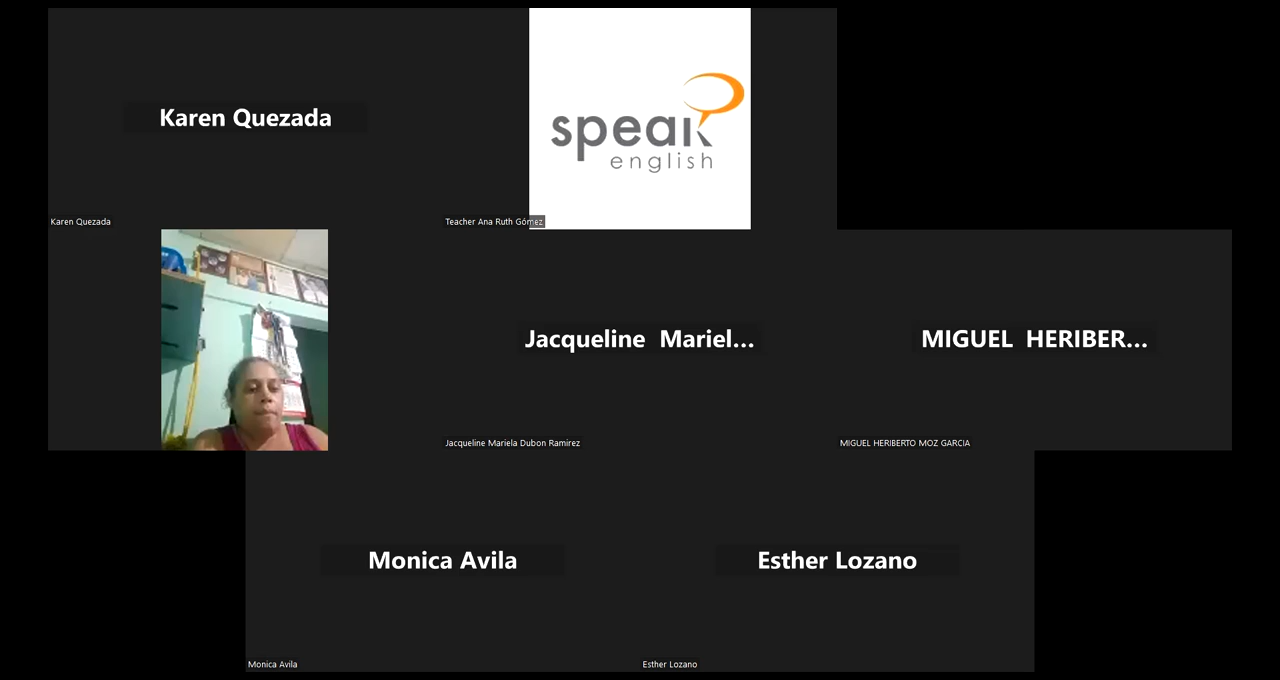 Karen Quezada
speak
english
Karen Quezada
Teacher Ana Ruth Gómez
Jacqueline Mariel...
MIGUEL HERIBER...
Jacqueline Mariela Dubon Ramirez
MIGUEL HERIBERTO MOZ GARCIA
Monica Avila
Esther Lozano
Monica Avila
Esther Lozano